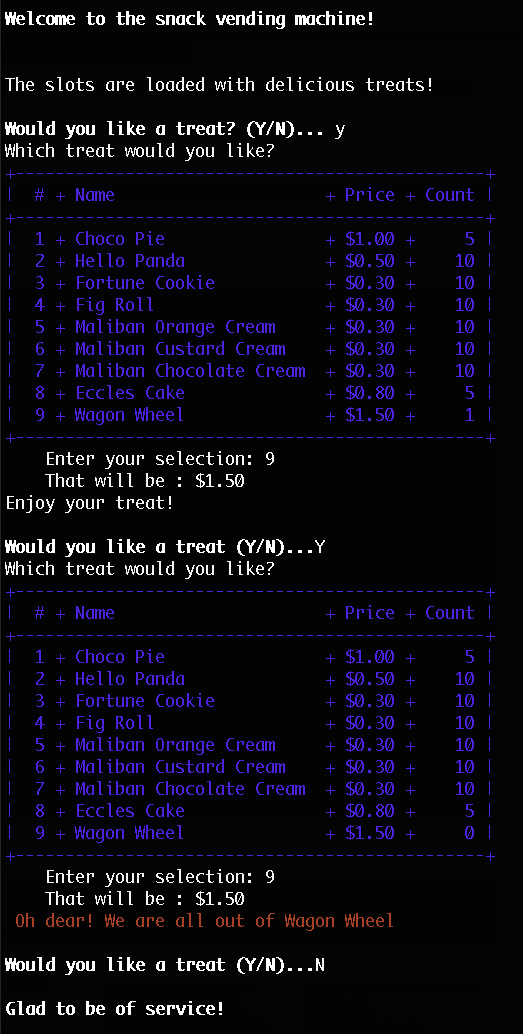 Welcome to the snack vending machine!
The slots are loaded with delicious treats!
Would you like a treat? (Y/N)... y
Which treat would you like?
+-----------------------------------------------+
|  # + Name                     + Price + Count |
+-----------------------------------------------+
|  1 + Choco Pie                + $1.00 +     5 |
|  2 + Hello Panda              + $0.50 +    10 |
|  3 + Fortune Cookie           + $0.30 +    10 |
|  4 + Fig Roll                 + $0.30 +    10 |
|  5 + Maliban Orange Cream     + $0.30 +    10 |
|  6 + Maliban Custard Cream    + $0.30 +    10 |
|  7 + Maliban Chocolate Cream  + $0.30 +    10 |
|  8 + Eccles Cake              + $0.80 +     5 |
|  9 + Wagon Wheel              + $1.50 +     1 |
+-----------------------------------------------+
    Enter your selection: 9
    That will be : $1.50
Enjoy your treat!
Would you like a treat (Y/N)...Y
Which treat would you like?
+-----------------------------------------------+
|  # + Name                     + Price + Count |
+-----------------------------------------------+
|  1 + Choco Pie                + $1.00 +     5 |
|  2 + Hello Panda              + $0.50 +    10 |
|  3 + Fortune Cookie           + $0.30 +    10 |
|  4 + Fig Roll                 + $0.30 +    10 |
|  5 + Maliban Orange Cream     + $0.30 +    10 |
|  6 + Maliban Custard Cream    + $0.30 +    10 |
|  7 + Maliban Chocolate Cream  + $0.30 +    10 |
|  8 + Eccles Cake              + $0.80 +     5 |
|  9 + Wagon Wheel              + $1.50 +     0 |
+-----------------------------------------------+
    Enter your selection: 9
    That will be : $1.50
 Oh dear! We are all out of Wagon Wheel
Would you like a treat (Y/N)...N
Glad to be of service!